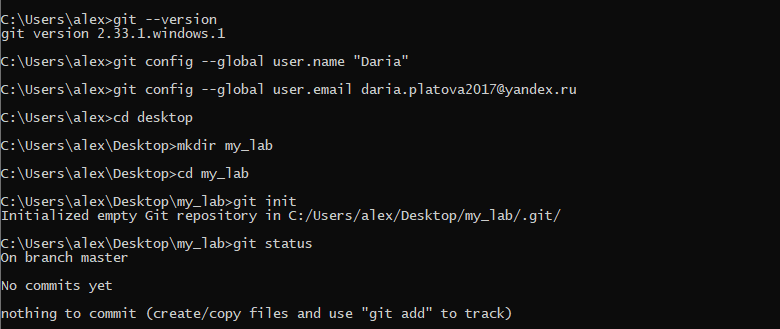 C:\Users\alex>git --version
git version 2.33.1.windows.1
C:\Users\alex>git config --global user.name "Daria"
C:\Users\alex>git config --global user.email daria.platova2017@yandex.ru
C:\Users\alex>cd desktop
C:\Users\alex\Desktop>mkdir my_lab
C:\Users\alex\Desktop>cd my_lab
C:\Users\alex\Desktop\my_lab>git init
Initialized empty Git repository in C:/Users/alex/Desktop/my_lab/.git/
C:\Users\alex\Desktop\my_lab>git status
On branch master
No commits yet
nothing to commit (create/copy files and use "git add" to track)